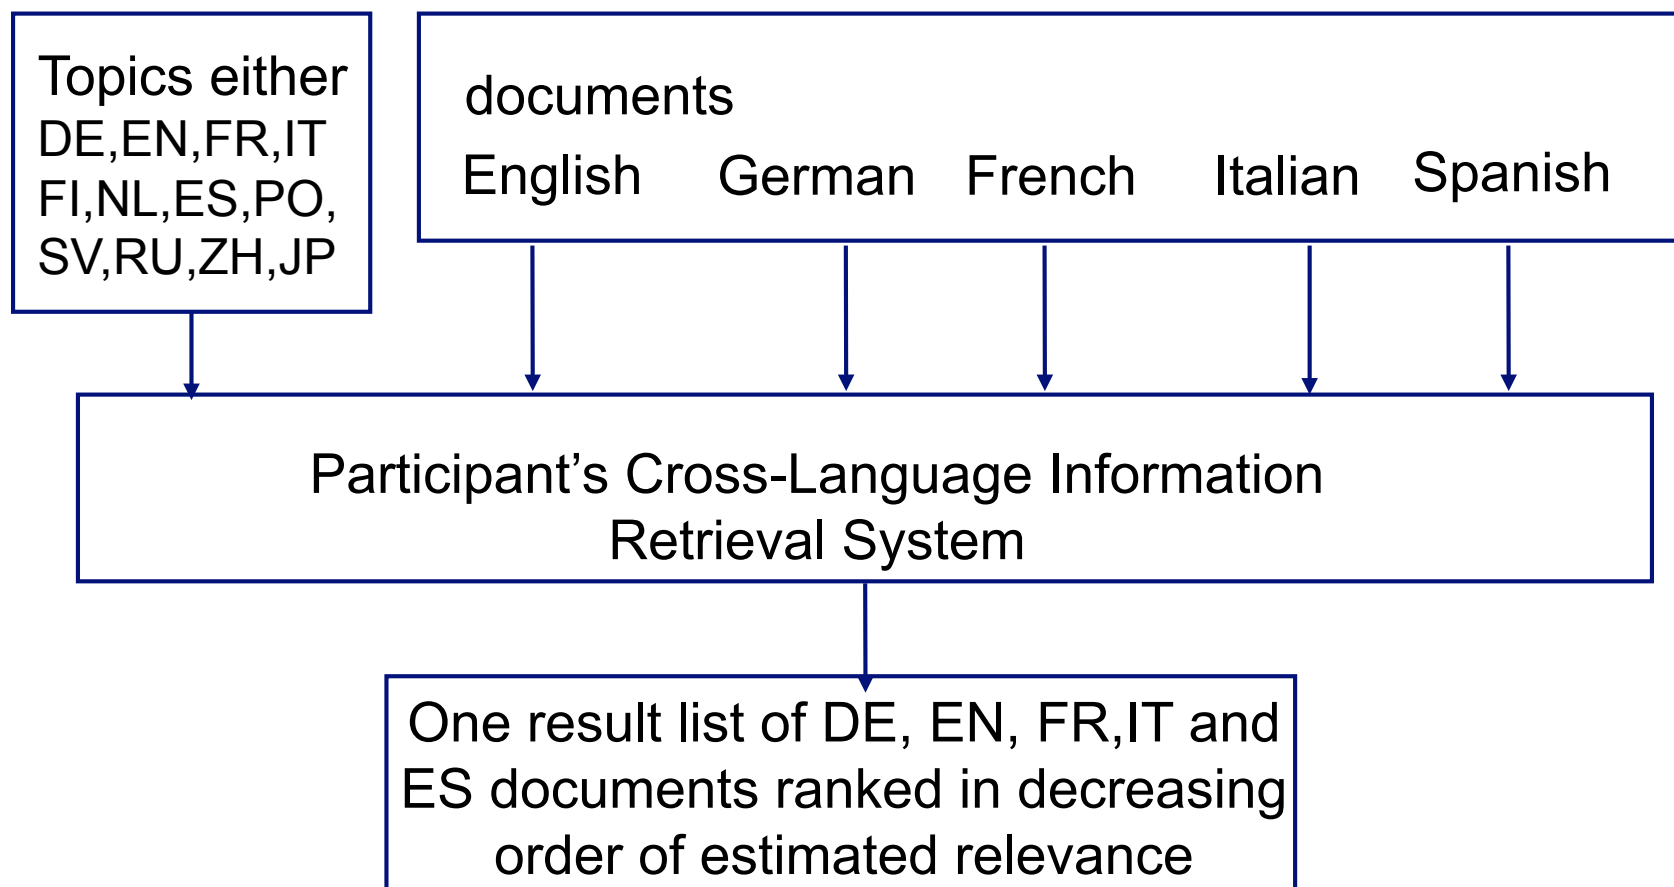 Topics either
DE,EN,FR,IT
FI,NL,ES,PO,
SV,RU,ZH,JP
documents
English German French Italian Spanish
Participant’s Cross-Language Information
Retrieval System
One result list of DE, EN, FR,IT and
ES documents ranked in decreasing
order of estimated relevance